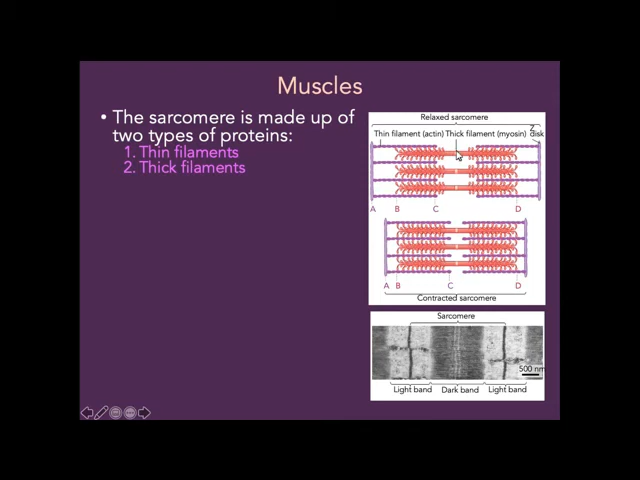 Muscles
• The sarcomere is made up of
two types of proteins:
1. Thin filaments
2. Thick filaments
Relaxed sarcomere
Thin filament (actin) Thick filament (myosin) Z disk
A B C D
A B C D
Contracted sarcomere
Sarcomere
500 nm
Light band Dark band Light band